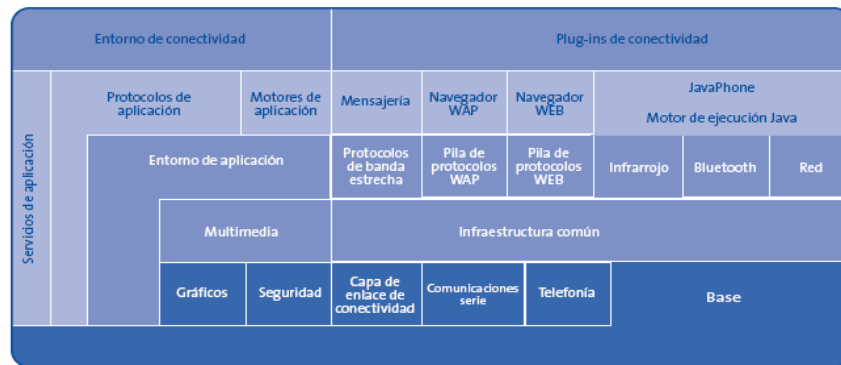 Entorno de conectividad
Plug-ins de conectividad
Servicios de aplicación
Protocolos de
aplicación
Motores de
aplicación
Mensajería
Navegador
WAP
Navegador
WEB
JavaPhone
Motor de ejecución Java
Entorno de aplicación
Protocolos
de banda
estrecha
Pila de
protocolos
WAP
Pila de
protocolos
WEB
Infrarrojo
Bluetooth
Red
Multimedia
Infraestructura común
Gráficos
Seguridad
Capa de
enlace de
conectividad
Comunicaciones
serie
Telefonía
Base